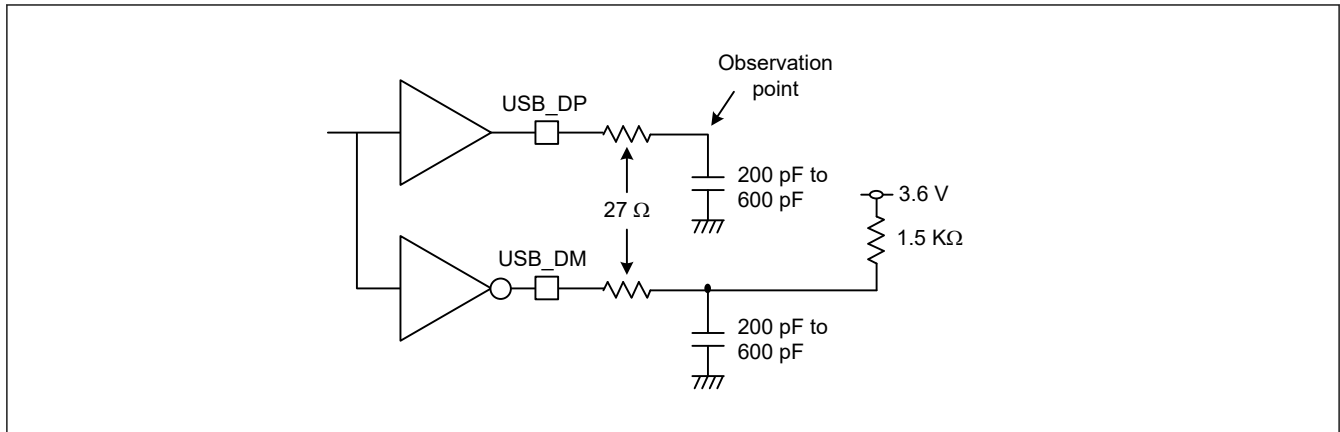 Observation
point
USB_DP
200 pF to
600 pF
3.6 V
27 Ω
1.5 KΩ
USB_DM
200 pF to
600 pF